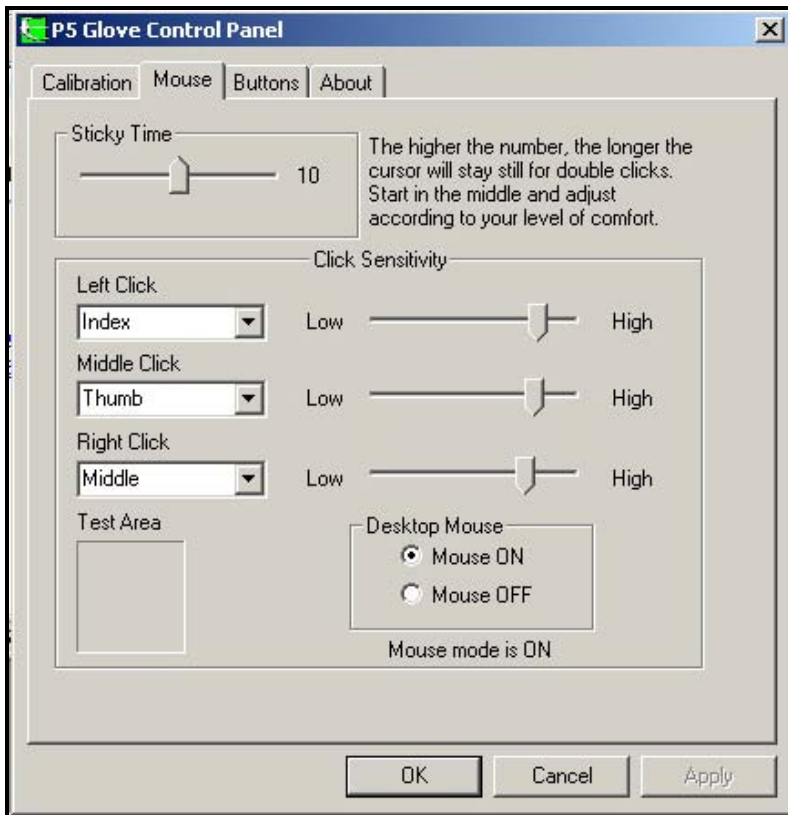 P5 Glove Control Panel
Calibration Mouse Buttons About
Sticky Time
10
The higher the number, the longer the
cursor will stay still for double clicks.
Start in the middle and adjust
according to your level of comfort.
Click Sensitivity
Left Click
Index Low High
Middle Click
Thumb Low High
Right Click
Middle Low High
Test Area
Desktop Mouse
Mouse ON
Mouse OFF
Mouse mode is ON
OK Cancel Apply